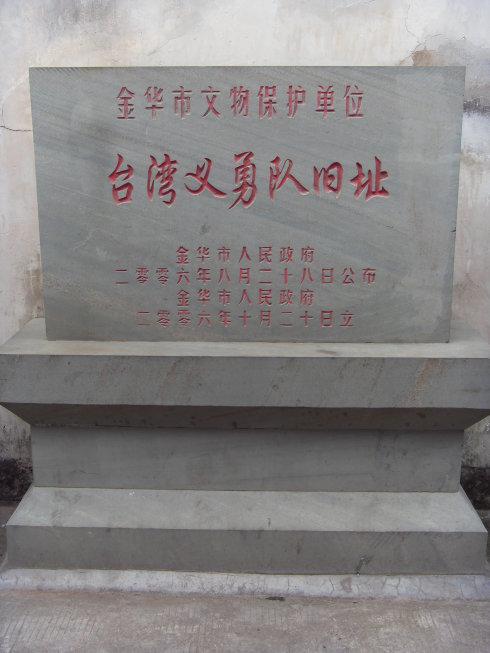 金华市文物保护单位
台湾义勇队旧址
金华市人民政府
二零零六年八月二十八日公布
金华市人民政府
二零零六年十月二十日立